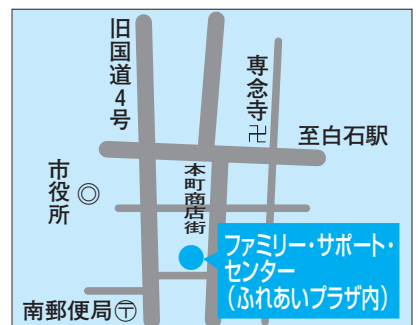 旧国道4号
専念寺卍
至白石駅
市役所◎
本町商店街
ファミリー・サポート・
センター
(ふれあいプラザ内)
南郵便局〶